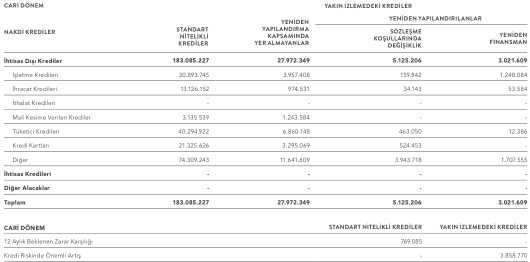 CARİ DÖNEM YAKIN İZLEMEDEKİ KREDİLER
YENİDEN YAPILANDIRILANLAR
NAKDİ KREDİLER STANDART NİTELİKLİ KREDİLER YENİDEN YAPILANDIRMA KAPSAMINDA YER ALMAYANLAR SÖZLEŞME KOŞULLARINDA DEĞİŞİKLİK YENİDEN FİNANSMAN
İhtisas Dışı Krediler 183.085.227 27.972.349 5.125.206 3.021.609
İşletme Kredileri 30.893.745 3.957.408 159.842 1.248.084
İhracat Kredileri 13.126.152 974.531 34.143 53.584
İthalat Kredileri - - - -
Mali Kesime Verilen Krediler 3.135.539 1.243.584 - -
Tüketici Kredileri 40.294.922 6.860.148 463.050 12.386
Kredi Kartları 21.325.626 3.295.069 524.453 -
Diğer 74.309.243 11.641.609 3.943.718 1.707.555
İhtisas Kredileri - - - -
Diğer Alacaklar - - - -
Toplam 183.085.227 27.972.349 5.125.206 3.021.609
CARİ DÖNEM STANDART NİTELİKLİ KREDİLER YAKIN İZLEMEDEKİ KREDİLER
12 Aylık Beklenen Zarar Karşılığı 769.085 -
Kredi Riskinde Önemli Artış - 3.858.770